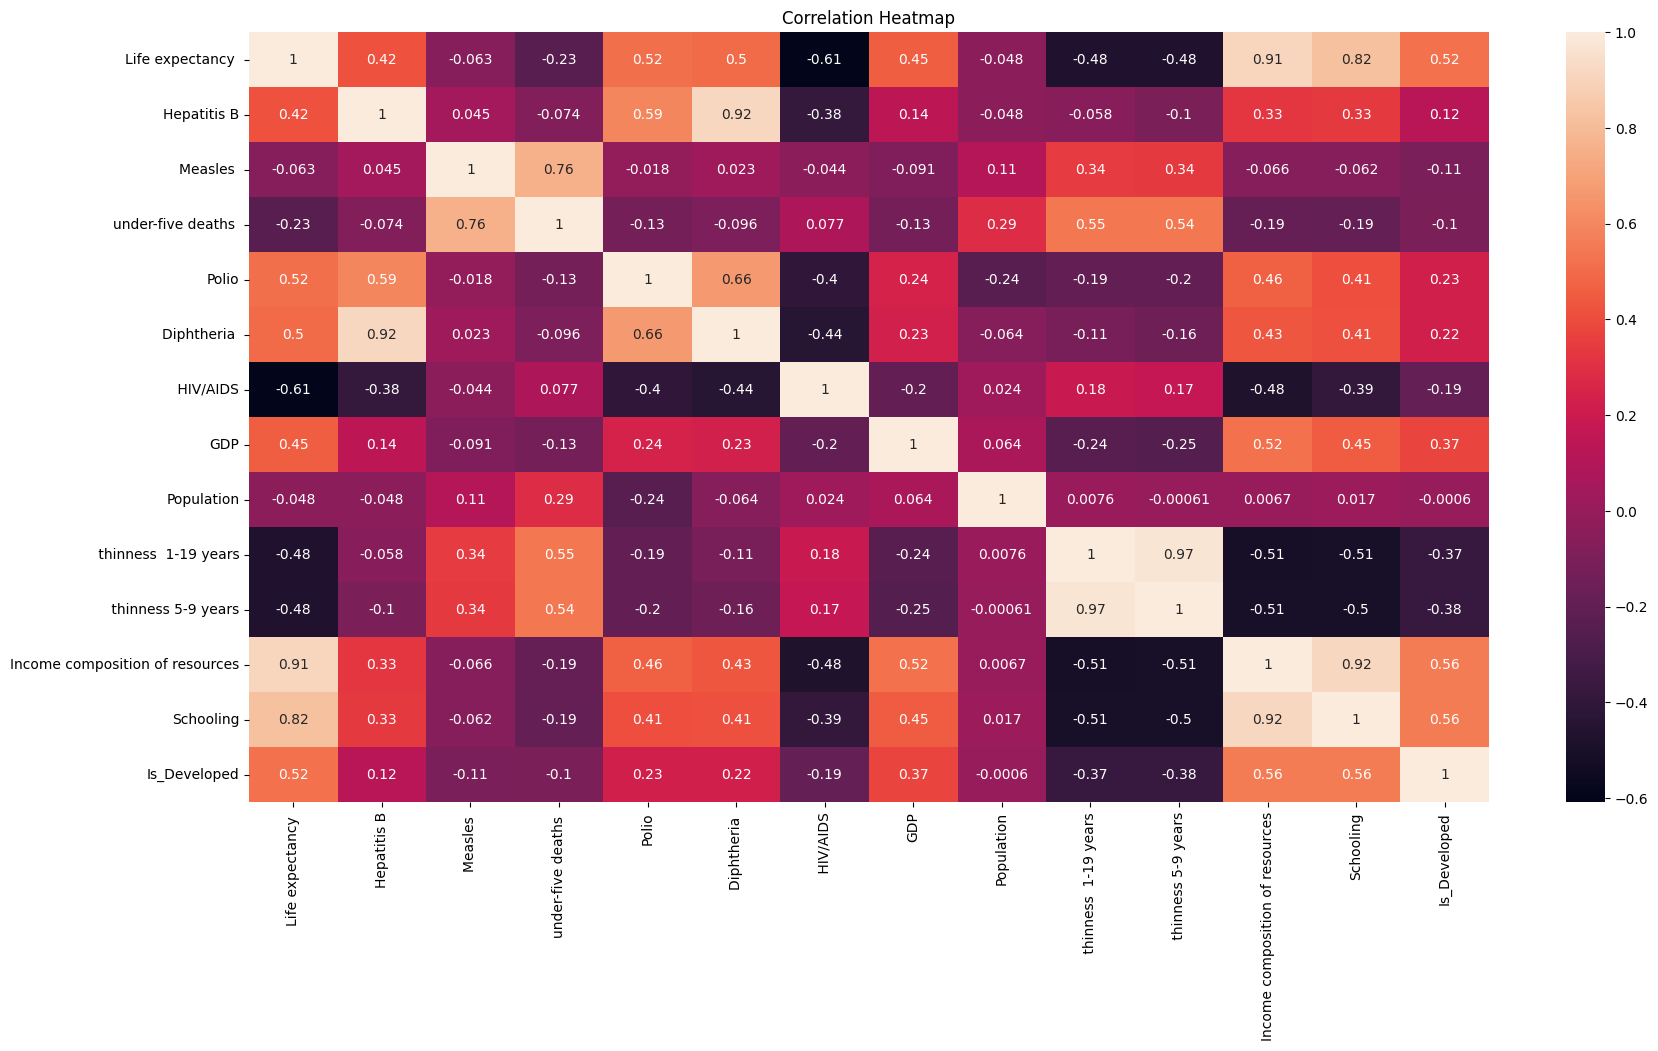 Correlation Heatmap
Life expectancy 1 0.42 -0.063 -0.23 0.52 0.5 -0.61 0.45 -0.048 -0.48 -0.48 0.91 0.82 0.52
Hepatitis B 0.42 1 0.045 -0.074 0.59 0.92 -0.38 0.14 -0.048 -0.058 -0.1 0.33 0.33 0.12
Measles -0.063 0.045 1 0.76 -0.018 0.023 -0.044 -0.091 0.11 0.34 0.34 -0.066 -0.062 -0.11
under-five deaths -0.23 -0.074 0.76 1 -0.13 -0.096 0.077 -0.13 0.29 0.55 0.54 -0.19 -0.19 -0.1
Polio 0.52 0.59 -0.018 -0.13 1 0.66 -0.4 0.24 -0.24 -0.19 -0.2 0.46 0.41 0.23
Diphtheria 0.5 0.92 0.023 -0.096 0.66 1 -0.44 0.23 -0.064 -0.11 -0.16 0.43 0.41 0.22
HIV/AIDS -0.61 -0.38 -0.044 0.077 -0.4 -0.44 1 -0.2 0.024 0.18 0.17 -0.48 -0.39 -0.19
GDP 0.45 0.14 -0.091 -0.13 0.24 0.23 -0.2 1 0.064 -0.24 -0.25 0.52 0.45 0.37
Population -0.048 -0.048 0.11 0.29 -0.24 -0.064 0.024 0.064 1 0.0076 -0.00061 0.0067 0.017 -0.0006
thinness  1-19 years -0.48 -0.058 0.34 0.55 -0.19 -0.11 0.18 -0.24 0.0076 1 0.97 -0.51 -0.51 -0.37
thinness 5-9 years -0.48 -0.1 0.34 0.54 -0.2 -0.16 0.17 -0.25 -0.00061 0.97 1 -0.51 -0.5 -0.38
Income composition of resources 0.91 0.33 -0.066 -0.19 0.46 0.43 -0.48 0.52 0.0067 -0.51 -0.51 1 0.92 0.56
Schooling 0.82 0.33 -0.062 -0.19 0.41 0.41 -0.39 0.45 0.017 -0.51 -0.5 0.92 1 0.56
Is_Developed 0.52 0.12 -0.11 -0.1 0.23 0.22 -0.19 0.37 -0.0006 -0.37 -0.38 0.56 0.56 1
Life expectancy
Hepatitis B
Measles
under-five deaths
Polio
Diphtheria
HIV/AIDS
GDP
Population
thinness  1-19 years
thinness 5-9 years
Income composition of resources
Schooling
Is_Developed
1.0
0.8
0.6
0.4
0.2
0.0
−0.2
−0.4
−0.6